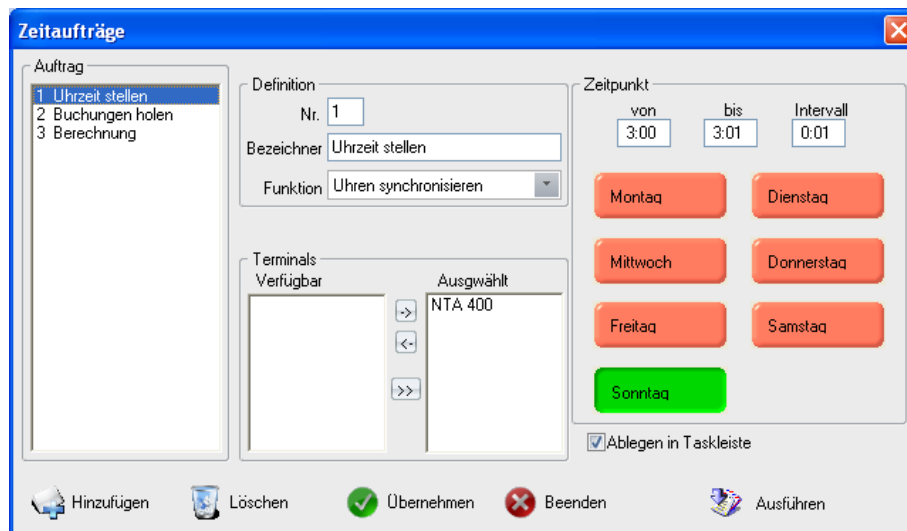 Zeitaufträge
Auftrag
1 Uhrzeit stellen
2 Buchungen holen
3 Berechnung
Definition
Nr. 1
Bezeichner Uhrzeit stellen
Funktion Uhren synchronisieren
Terminals
Verfügbar Ausgwählt
NTA 400
->
<-
>>
Zeitpunkt
von bis Intervall
3:00 3:01 0:01
Montag Dienstag
Mittwoch Donnerstag
Freitag Samstag
Sonntag
Ablegen in Taskleiste
Hinzufügen Löschen Übernehmen Beenden Ausführen